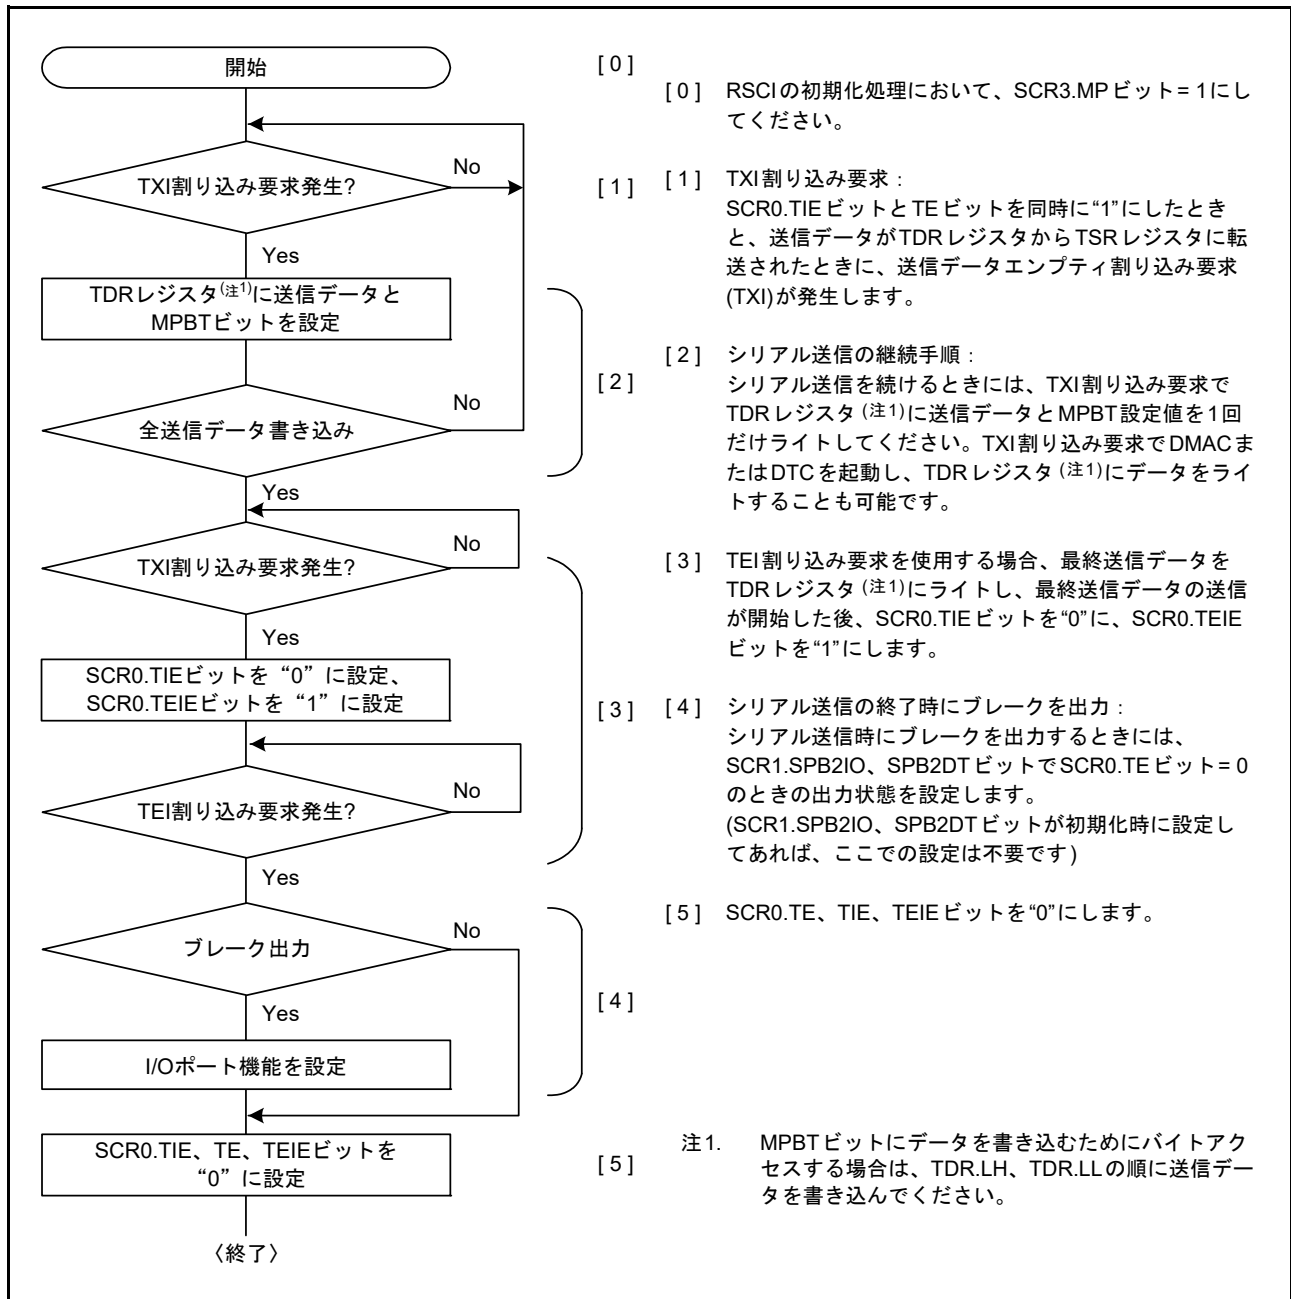 開始
TXI割り込み要求発生?
No
Yes
TDRレジスタ(注1)に送信データと
MPBTビットを設定
全送信データ書き込み
No
Yes
TXI割り込み要求発生?
No
Yes
SCR0.TIEビットを“0”に設定、
SCR0.TEIEビットを“1”に設定
TEI割り込み要求発生?
No
Yes
ブレーク出力
No
Yes
I/Oポート機能を設定
SCR0.TIE、TE、TEIEビットを
“0”に設定
〈終了〉
[ 0 ]
[ 1 ]
[ 2 ]
[ 3 ]
[ 4 ]
[ 5 ]
[ 0 ] RSCIの初期化処理において、SCR3.MPビット= 1にし
てください。
[ 1 ] TXI割り込み要求：
SCR0.TIEビットとTEビットを同時に“1”にしたとき
と、送信データがTDRレジスタからTSRレジスタに転
送されたときに、送信データエンプティ割り込み要求
(TXI)が発生します。
[ 2 ] シリアル送信の継続手順：
シリアル送信を続けるときには、TXI割り込み要求で
TDRレジスタ(注1)に送信データとMPBT設定値を1回
だけライトしてください。TXI割り込み要求でDMACま
たはDTCを起動し、TDRレジスタ(注1)にデータをライ
トすることも可能です。
[ 3 ] TEI割り込み要求を使用する場合、最終送信データを
TDRレジスタ(注1)にライトし、最終送信データの送信
が開始した後、SCR0.TIEビットを“0”に、SCR0.TEIE
ビットを“1”にします。
[ 4 ] シリアル送信の終了時にブレークを出力：
シリアル送信時にブレークを出力するときには、
SCR1.SPB2IO、SPB2DTビットでSCR0.TEビット= 0
のときの出力状態を設定します。
(SCR1.SPB2IO、SPB2DTビットが初期化時に設定し
てあれば、ここでの設定は不要です)
[ 5 ] SCR0.TE、TIE、TEIEビットを“0”にします。
注1. MPBTビットにデータを書き込むためにバイトアク
セスする場合は、TDR.LH、TDR.LLの順に送信デー
タを書き込んでください。